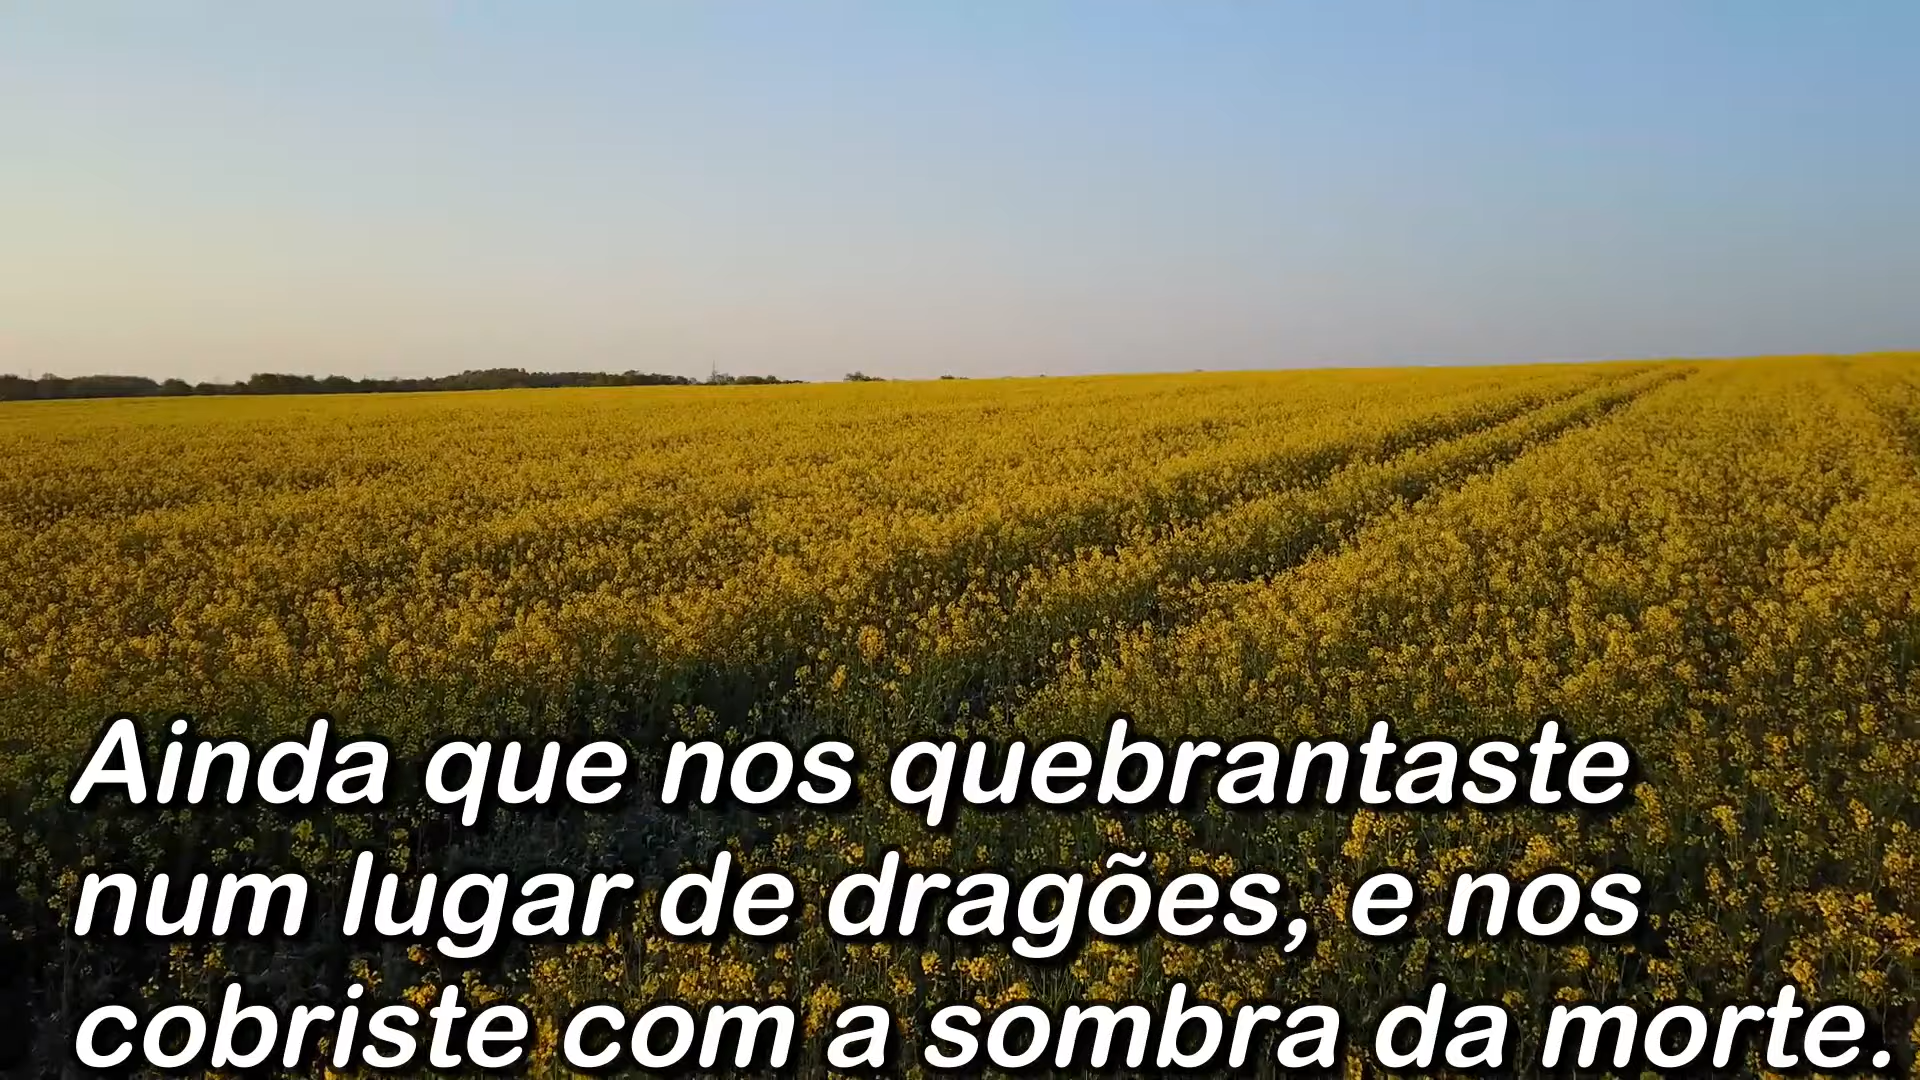 Ainda que nos quebrantaste
num lugar de dragões, e nos
cobriste com a sombra da morte.